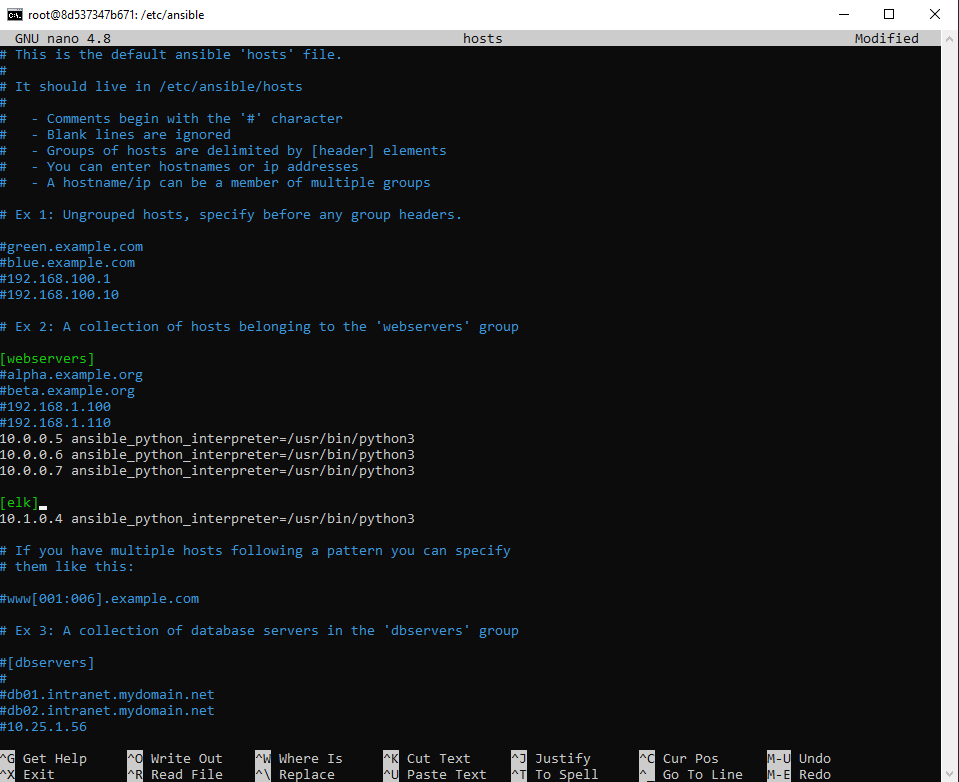 root@8d537347b671: /etc/ansible
GNU nano 4.8 hosts Modified
# This is the default ansible 'hosts' file.
#
# It should live in /etc/ansible/hosts
#
#   - Comments begin with the '#' character
#   - Blank lines are ignored
#   - Groups of hosts are delimited by [header] elements
#   - You can enter hostnames or ip addresses
#   - A hostname/ip can be a member of multiple groups
# Ex 1: Ungrouped hosts, specify before any group headers.
#green.example.com
#blue.example.com
#192.168.100.1
#192.168.100.10
# Ex 2: A collection of hosts belonging to the 'webservers' group
[webservers]
#alpha.example.org
#beta.example.org
#192.168.1.100
#192.168.1.110
10.0.0.5 ansible_python_interpreter=/usr/bin/python3
10.0.0.6 ansible_python_interpreter=/usr/bin/python3
10.0.0.7 ansible_python_interpreter=/usr/bin/python3
[elk]
10.1.0.4 ansible_python_interpreter=/usr/bin/python3
# If you have multiple hosts following a pattern you can specify
# them like this:
#www[001:006].example.com
# Ex 3: A collection of database servers in the 'dbservers' group
#[dbservers]
#
#db01.intranet.mydomain.net
#db02.intranet.mydomain.net
#10.25.1.56
^G Get Help ^O Write Out ^W Where Is ^K Cut Text ^J Justify ^C Cur Pos M-U Undo
^X Exit ^R Read File ^\ Replace ^U Paste Text ^T To Spell ^_ Go To Line M-E Redo